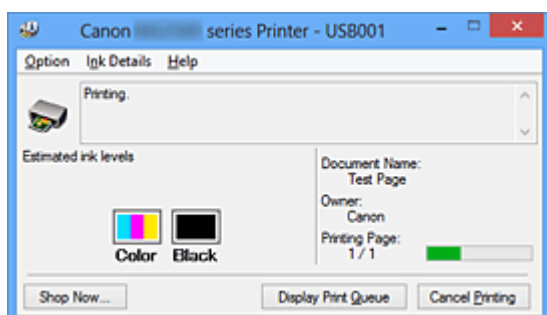 Canon series Printer - USB001
Option Ink Details Help
Printing.
Estimated ink levels
Document Name:
Test Page
Owner:
Canon
Printing Page:
1 / 1
Color Black
Shop Now... Display Print Queue Cancel Printing